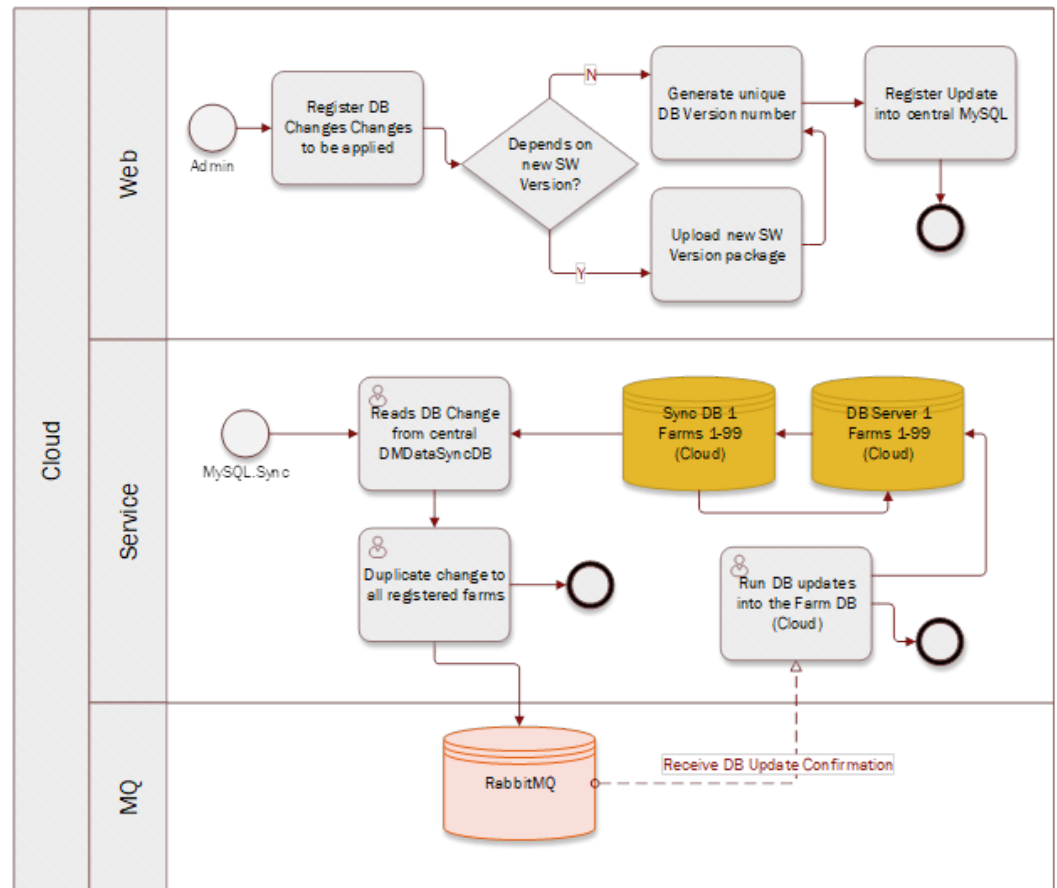 Cloud
Web
Admin
Register DB
Changes Changes
to be applied
Depends on
new SW
Version?
N
Y
Generate unique
DB Version number
Upload new SW
Version package
Register Update
into central MySQL
Service
MySQL.Sync
Reads DB Change
from central
DMDataSyncDB
Sync DB 1
Farms 1-99
(Cloud)
DB Server 1
Farms 1-99
(Cloud)
Duplicate change to
all registered farms
Run DB updates
into the Farm DB
(Cloud)
MQ
RabbitMQ
Receive DB Update Confirmation